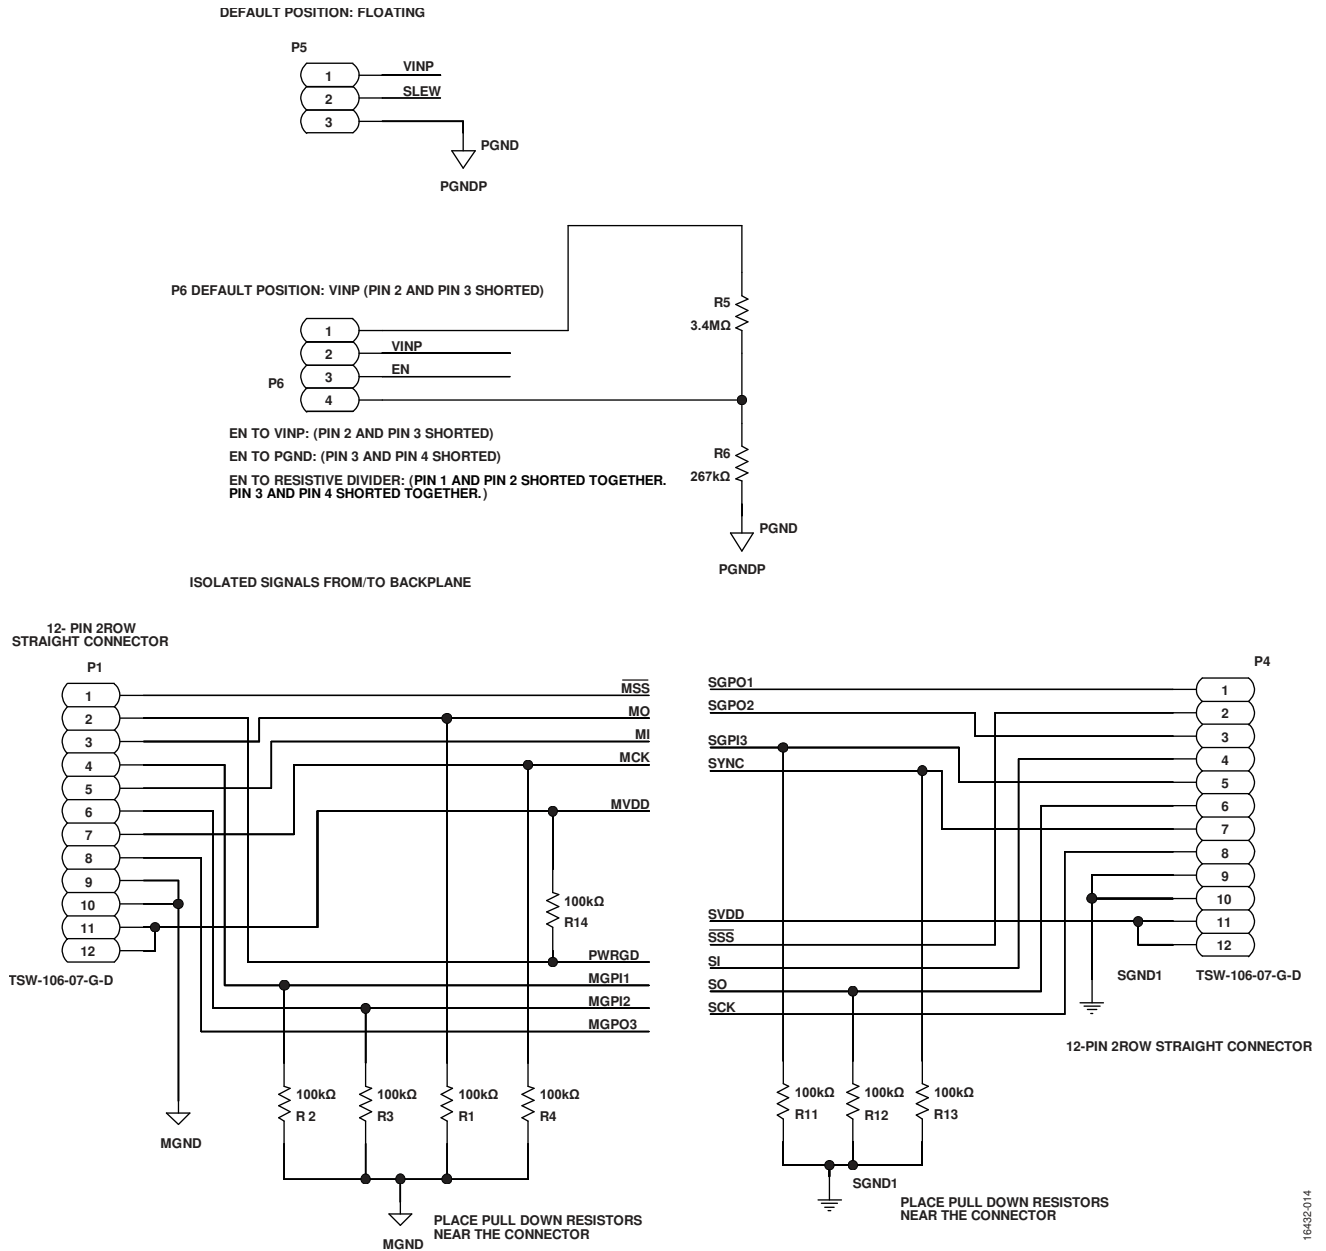 DEFAULT POSITION: FLOATING
P5
1
VINP
2
SLEW
3
PGND
PGNDP
P6 DEFAULT POSITION: VINP (PIN 2 AND PIN 3 SHORTED)
R5
3.4MΩ
1
2
VINP
3
EN
4
P6
EN TO VINP: (PIN 2 AND PIN 3 SHORTED)
EN TO PGND: (PIN 3 AND PIN 4 SHORTED)
EN TO RESISTIVE DIVIDER: (PIN 1 AND PIN 2 SHORTED TOGETHER.
PIN 3 AND PIN 4 SHORTED TOGETHER.)
R6
267kΩ
PGND
PGNDP
ISOLATED SIGNALS FROM/TO BACKPLANE
12- PIN 2ROW
STRAIGHT CONNECTOR
P1
1
2
3
4
5
6
7
8
9
10
11
12
TSW-106-07-G-D
MSS
MO
MI
MCK
MVDD
100kΩ
R14
PWRGD
MGPI1
MGPI2
MGPO3
100kΩ
R 2
100kΩ
R3
100kΩ
R1
100kΩ
R4
MGND
MGND
PLACE PULL DOWN RESISTORS
NEAR THE CONNECTOR
P4
SGPO1
SGPO2
SGPI3
SYNC
SVDD
SSS
SI
SO
SCK
1
2
3
4
5
6
7
8
9
10
11
12
SGND1
TSW-106-07-G-D
12-PIN 2ROW STRAIGHT CONNECTOR
100kΩ
R11
100kΩ
R12
100kΩ
R13
SGND1
PLACE PULL DOWN RESISTORS
NEAR THE CONNECTOR
16432-014